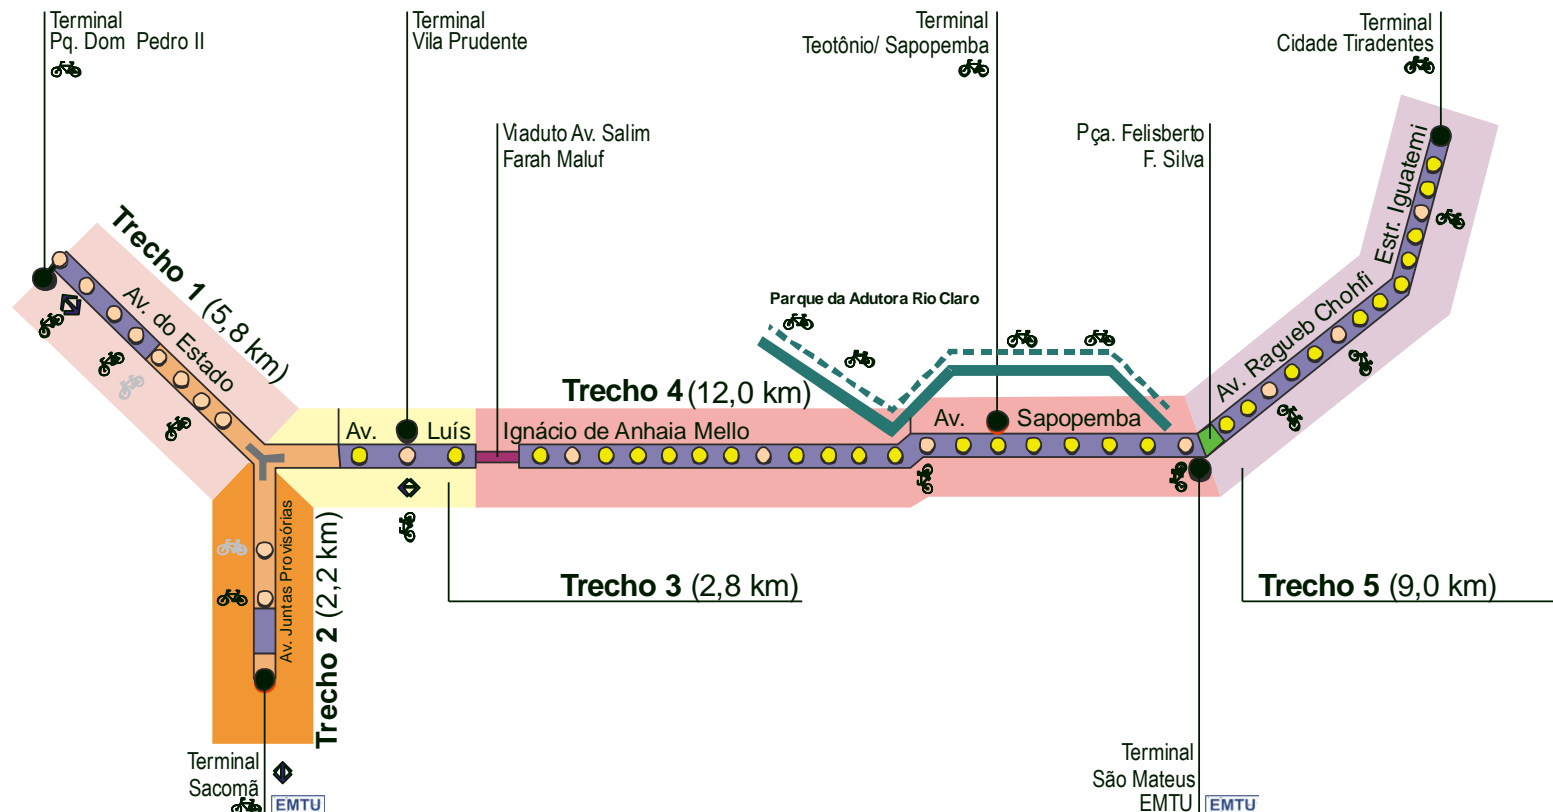 Terminal
Pq. Dom Pedro II
Terminal
Vila Prudente
Terminal
Teotônio/ Sapopemba
Terminal
Cidade Tiradentes
Viaduto Av. Salim
Farah Maluf
Pça. Felisberto
F. Silva
Trecho 1 (5,8 km)
Av. do Estado
Parque da Adutora Rio Claro
Estr. Iguatemi
Av. Ragueb Chohfi
Trecho 4 (12,0 km)
Av. Luís Ignácio de Anhaia Mello
Av. Sapopemba
Av. Juntas Provisórias
Trecho 2 (2,2 km)
Trecho 3 (2,8 km)
Trecho 5 (9,0 km)
Terminal
Sacomã
EMTU
Terminal
São Mateus
EMTU
EMTU